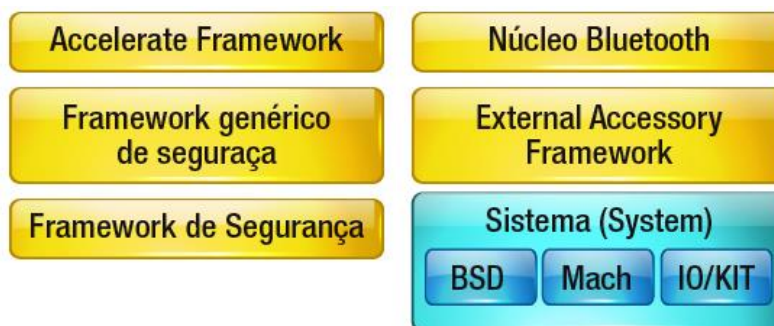 Accelerate Framework
Framework genérico
de seguraça
Framework de Segurança
Núcleo Bluetooth
External Accessory
Framework
Sistema (System)
BSD
Mach
IO/KIT